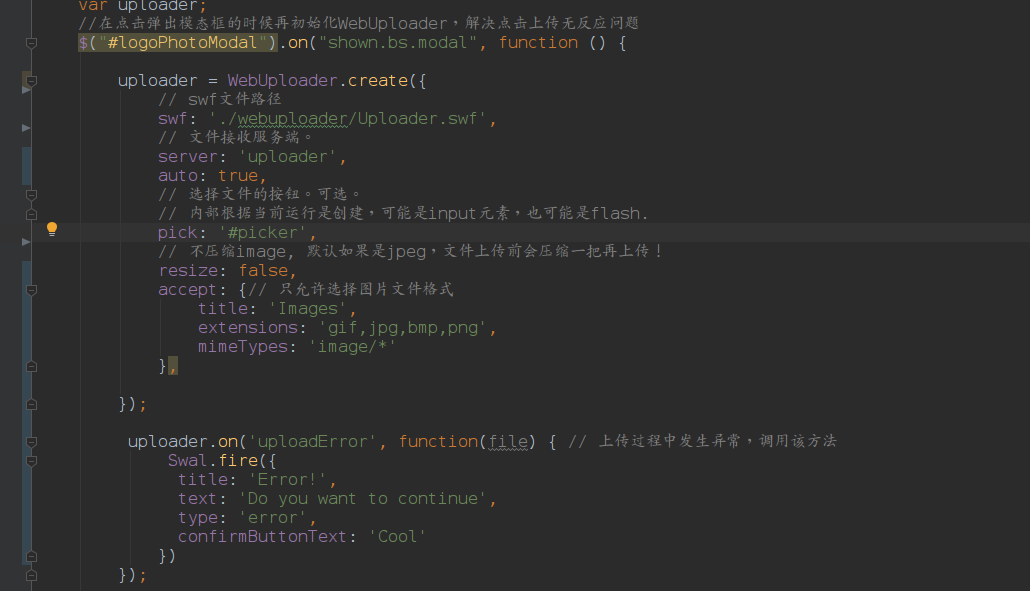 var uploader;
//在点击弹出模态框的时候再初始化WebUploader，解决点击上传无反应问题
$("#logoPhotoModal").on("shown.bs.modal", function () {
uploader = WebUploader.create({
// swf文件路径
swf: './webuploader/Uploader.swf',
// 文件接收服务端。
server: 'uploader',
auto: true,
// 选择文件的按钮。可选。
// 内部根据当前运行是创建，可能是input元素，也可能是flash.
pick: '#picker',
// 不压缩image, 默认如果是jpeg，文件上传前会压缩一把再上传！
resize: false,
accept: {// 只允许选择图片文件格式
title: 'Images',
extensions: 'gif,jpg,bmp,png',
mimeTypes: 'image/*'
},
});
uploader.on('uploadError', function(file) { // 上传过程中发生异常，调用该方法
Swal.fire({
title: 'Error!',
text: 'Do you want to continue',
type: 'error',
confirmButtonText: 'Cool'
})
});